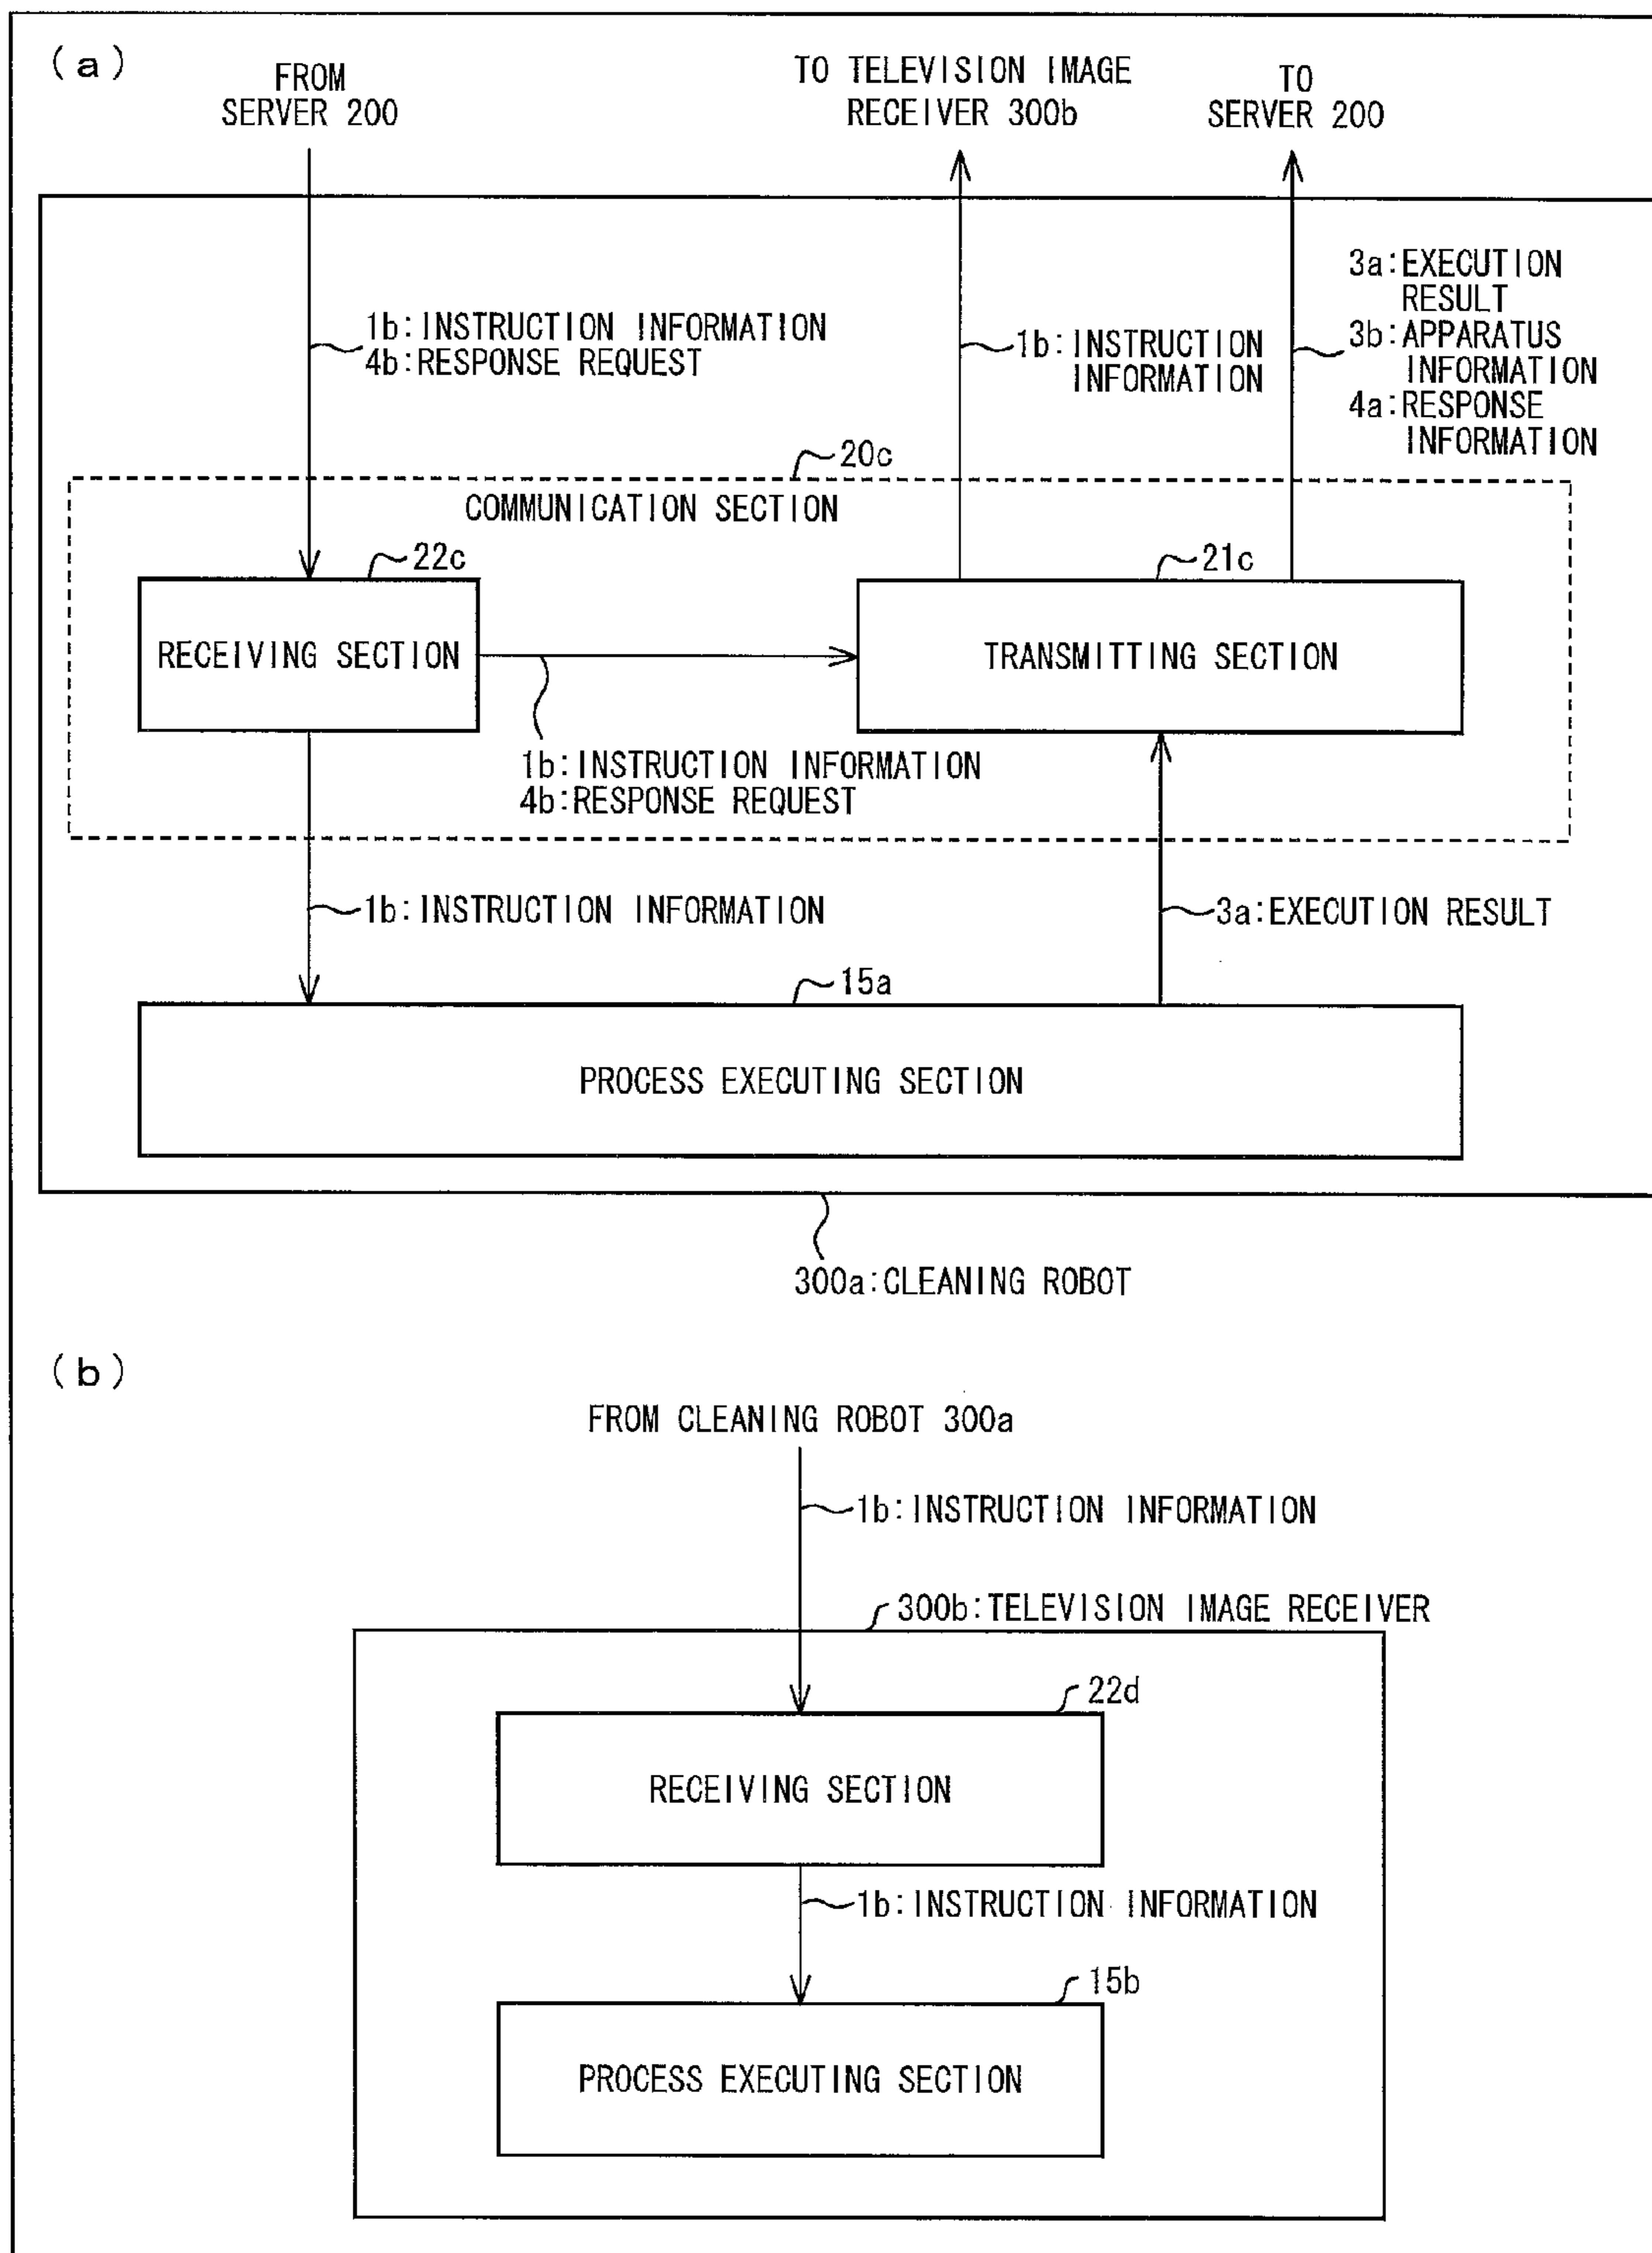 (a)
FROM
SERVER 200
TO TELEVISION IMAGE
RECEIVER 300b
TO
SERVER 200
1b:INSTRUCTION INFORMATION
4b:RESPONSE REQUEST
1b:INSTRUCTION
INFORMATION
3a:EXECUTION
RESULT
3b:APPARATUS
INFORMATION
4a:RESPONSE
INFORMATION
20c
COMMUNICATION SECTION
22c
21c
RECEIVING SECTION
TRANSMITTING SECTION
1b:INSTRUCTION INFORMATION
4b:RESPONSE REQUEST
1b:INSTRUCTION INFORMATION
3a:EXECUTION RESULT
15a
PROCESS EXECUTING SECTION
300a:CLEANING ROBOT
(b)
FROM CLEANING ROBOT 300a
1b:INSTRUCTION INFORMATION
300b:TELEVISION IMAGE RECEIVER
22d
RECEIVING SECTION
1b:INSTRUCTION INFORMATION
15b
PROCESS EXECUTING SECTION